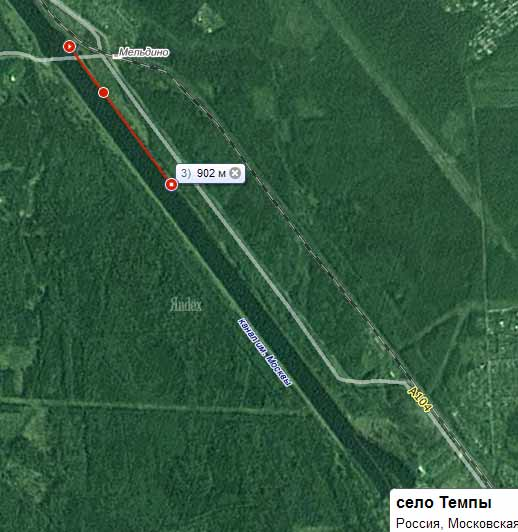 Мельдино
3) 902 м
Яndex
канал им. Москвы
А104
село Темпы
Россия, Московская